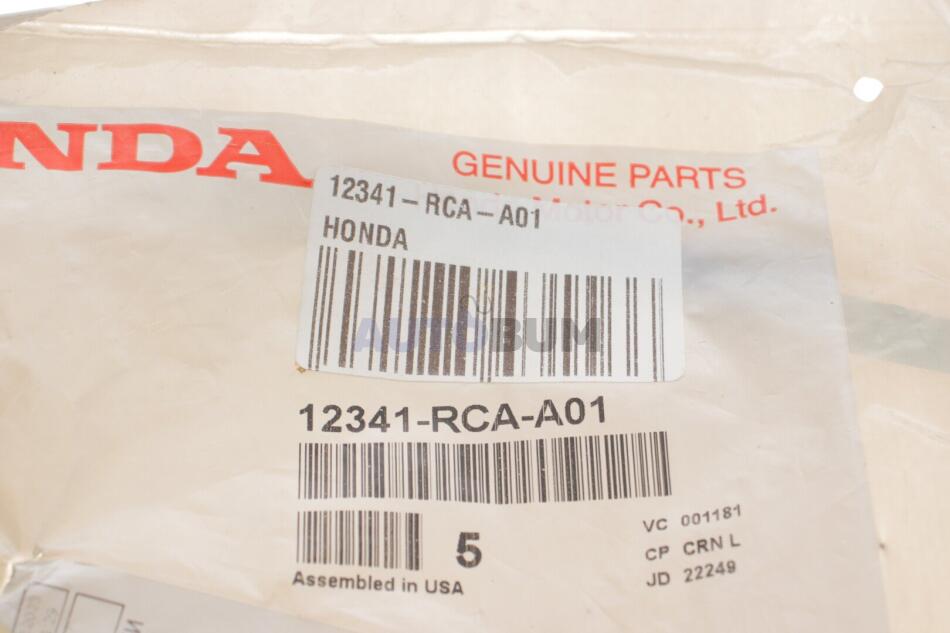 NDA
GENUINE PARTS
Motor Co., Ltd.
12341-RCA-A01
HONDA
AUTOBUM
12341-RCA-A01
5
Assembled in USA
VC 001181
CP CRN L
JD 22249